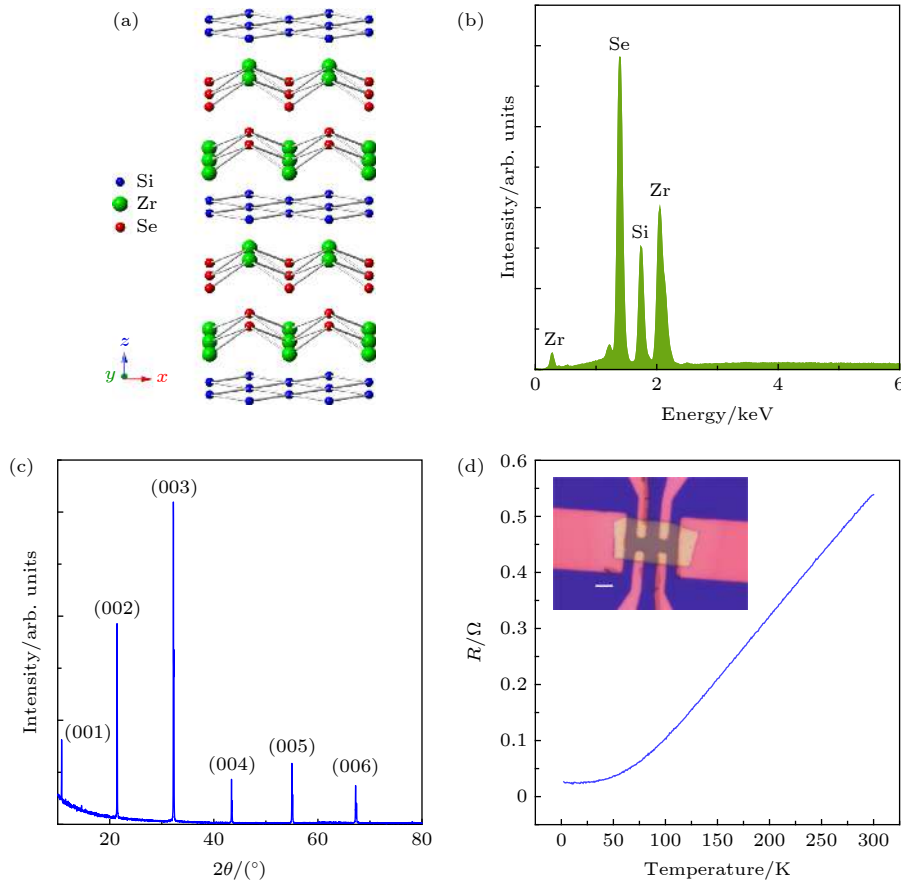 (a)
Si
Zr
Se
z
y
x
(b)
Intensity/arb. units
Se
Si
Zr
Zr
0 2 4 6
Energy/keV
(c)
Intensity/arb. units
(001)
(002)
(003)
(004)
(005)
(006)
20 40 60 80
2θ/(°)
(d)
R/Ω
0.6
0.5
0.4
0.3
0.2
0.1
0
0 50 100 150 200 250 300
Temperature/K